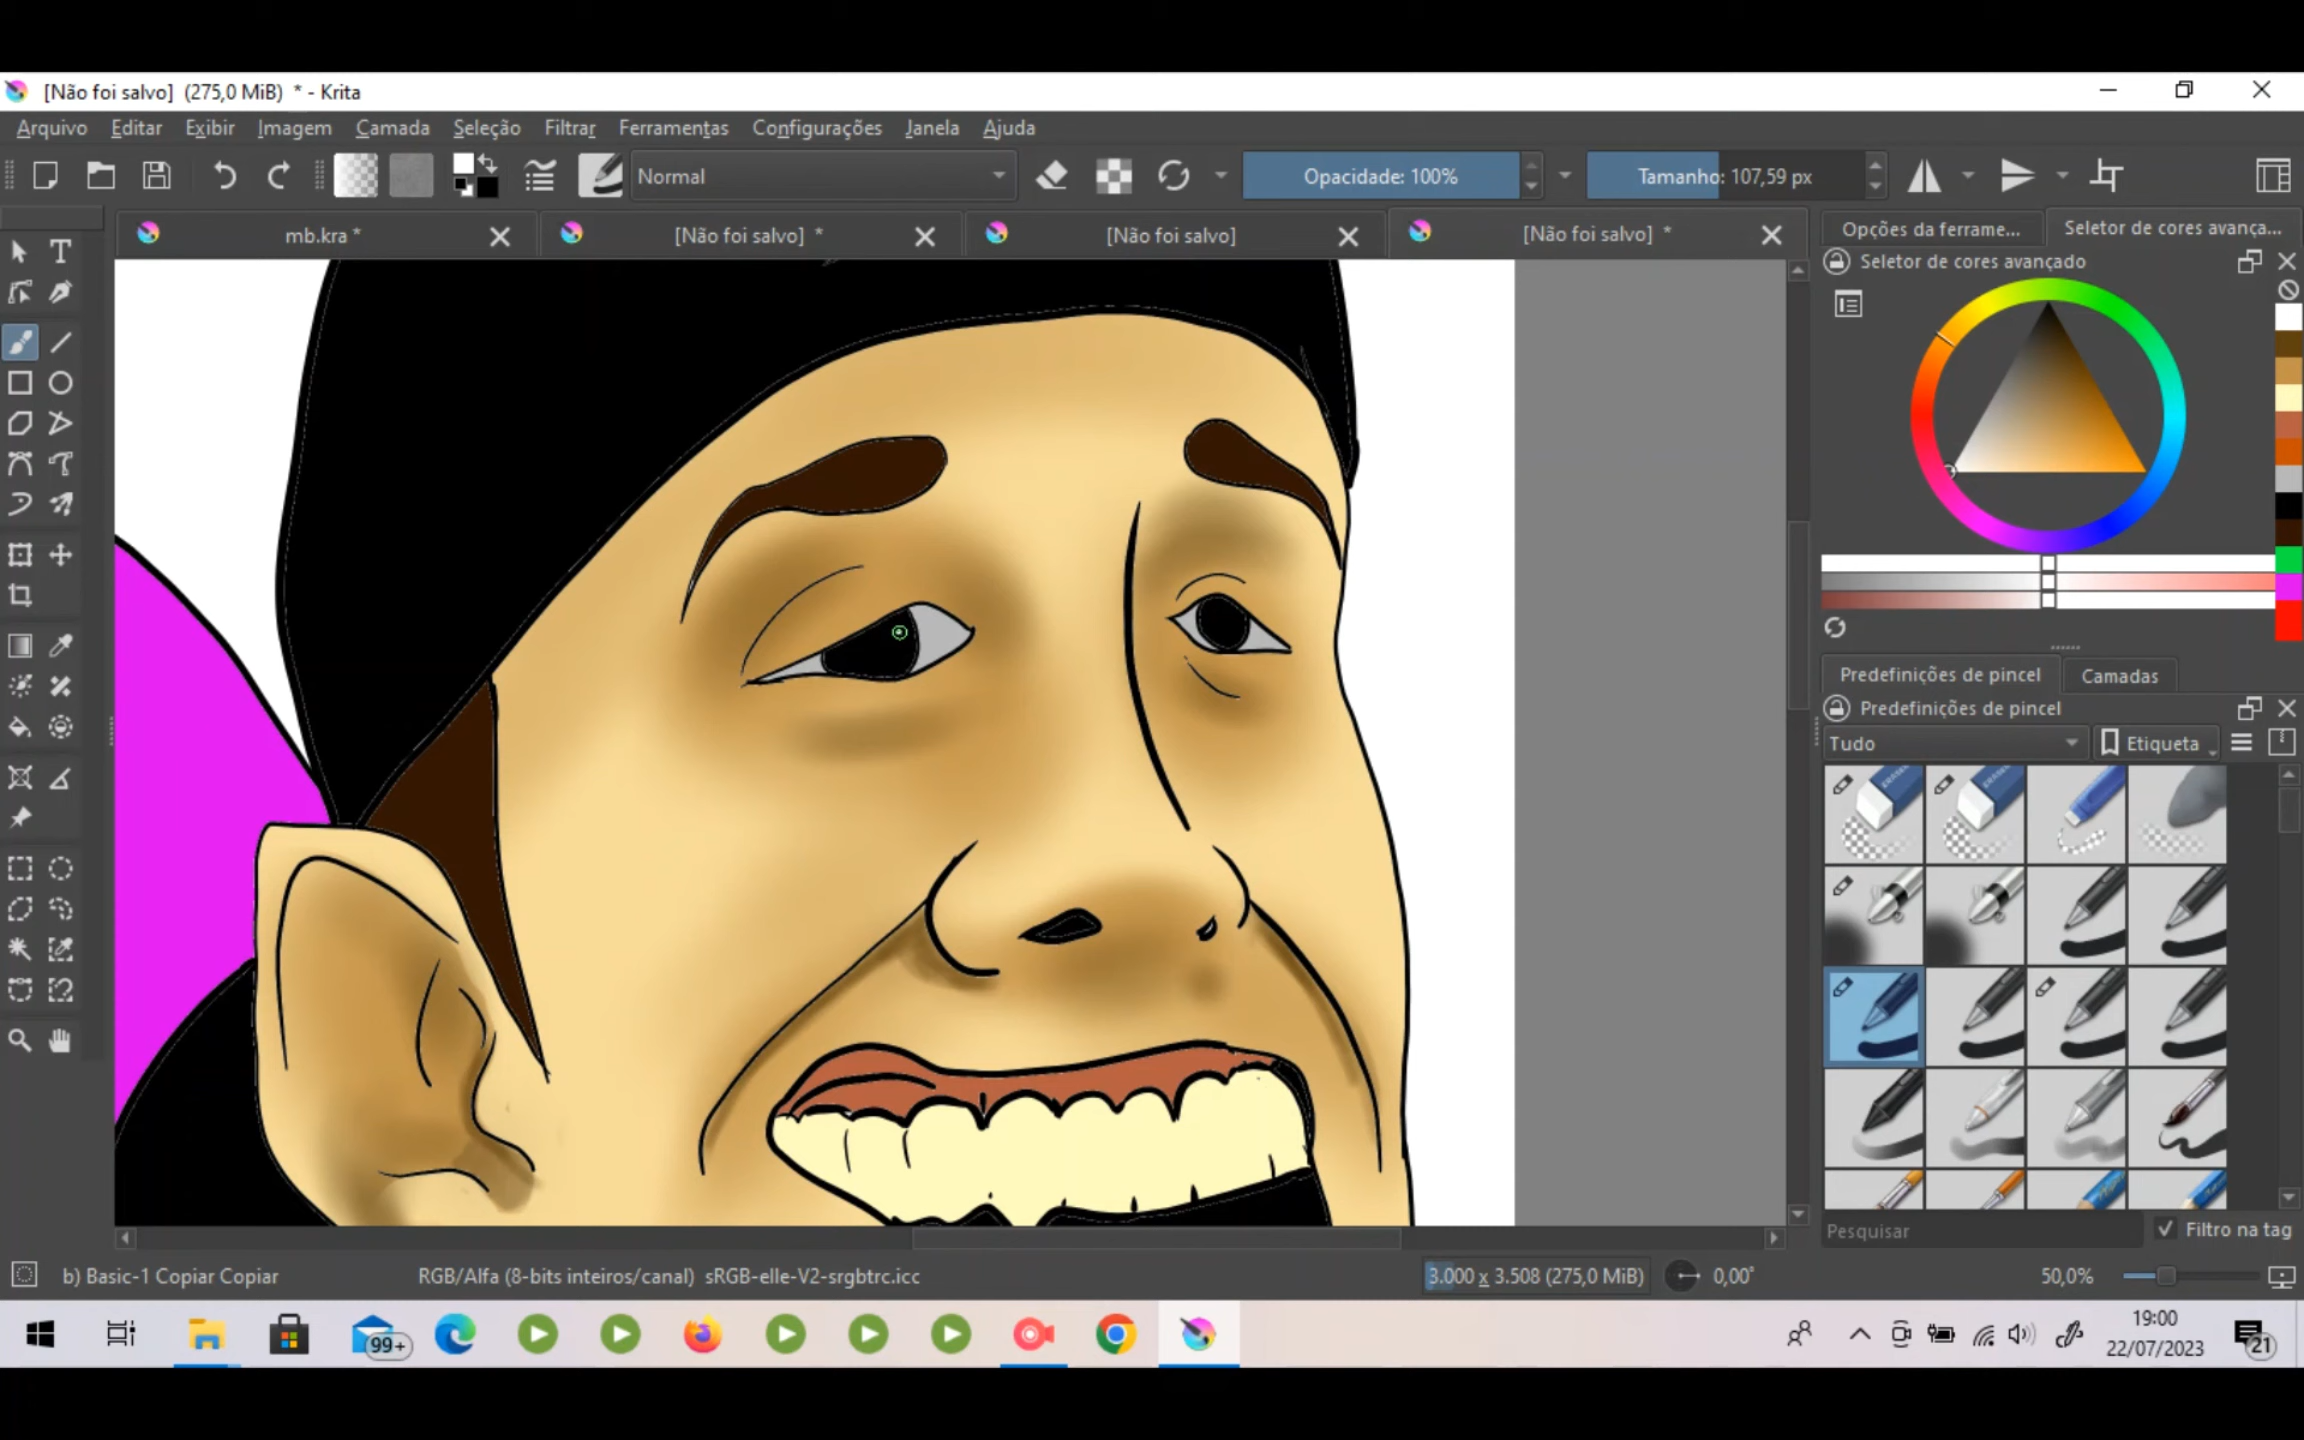 [Não foi salvo] (275,0 MiB) * - Krita
Arquivo Editar Exibir Imagem Camada Seleção Filtrar Ferramentas Configurações Janela Ajuda
Normal Opacidade: 100% Tamanho: 107,59 px
mb.kra * [Não foi salvo] * [Não foi salvo] [Não foi salvo] * Opções da ferrame... Seletor de cores avança...
Seletor de cores avançado
Predefinições de pincel Camadas
Predefinições de pincel
Tudo Etiqueta
Pesquisar Filtro na tag
b) Basic-1 Copiar Copiar RGB/Alfa (8-bits inteiros/canal) sRGB-elle-V2-srgbtrc.icc 3.000 x 3.508 (275,0 MiB) 0,00° 50,0%
99+ 19:00
22/07/2023 21